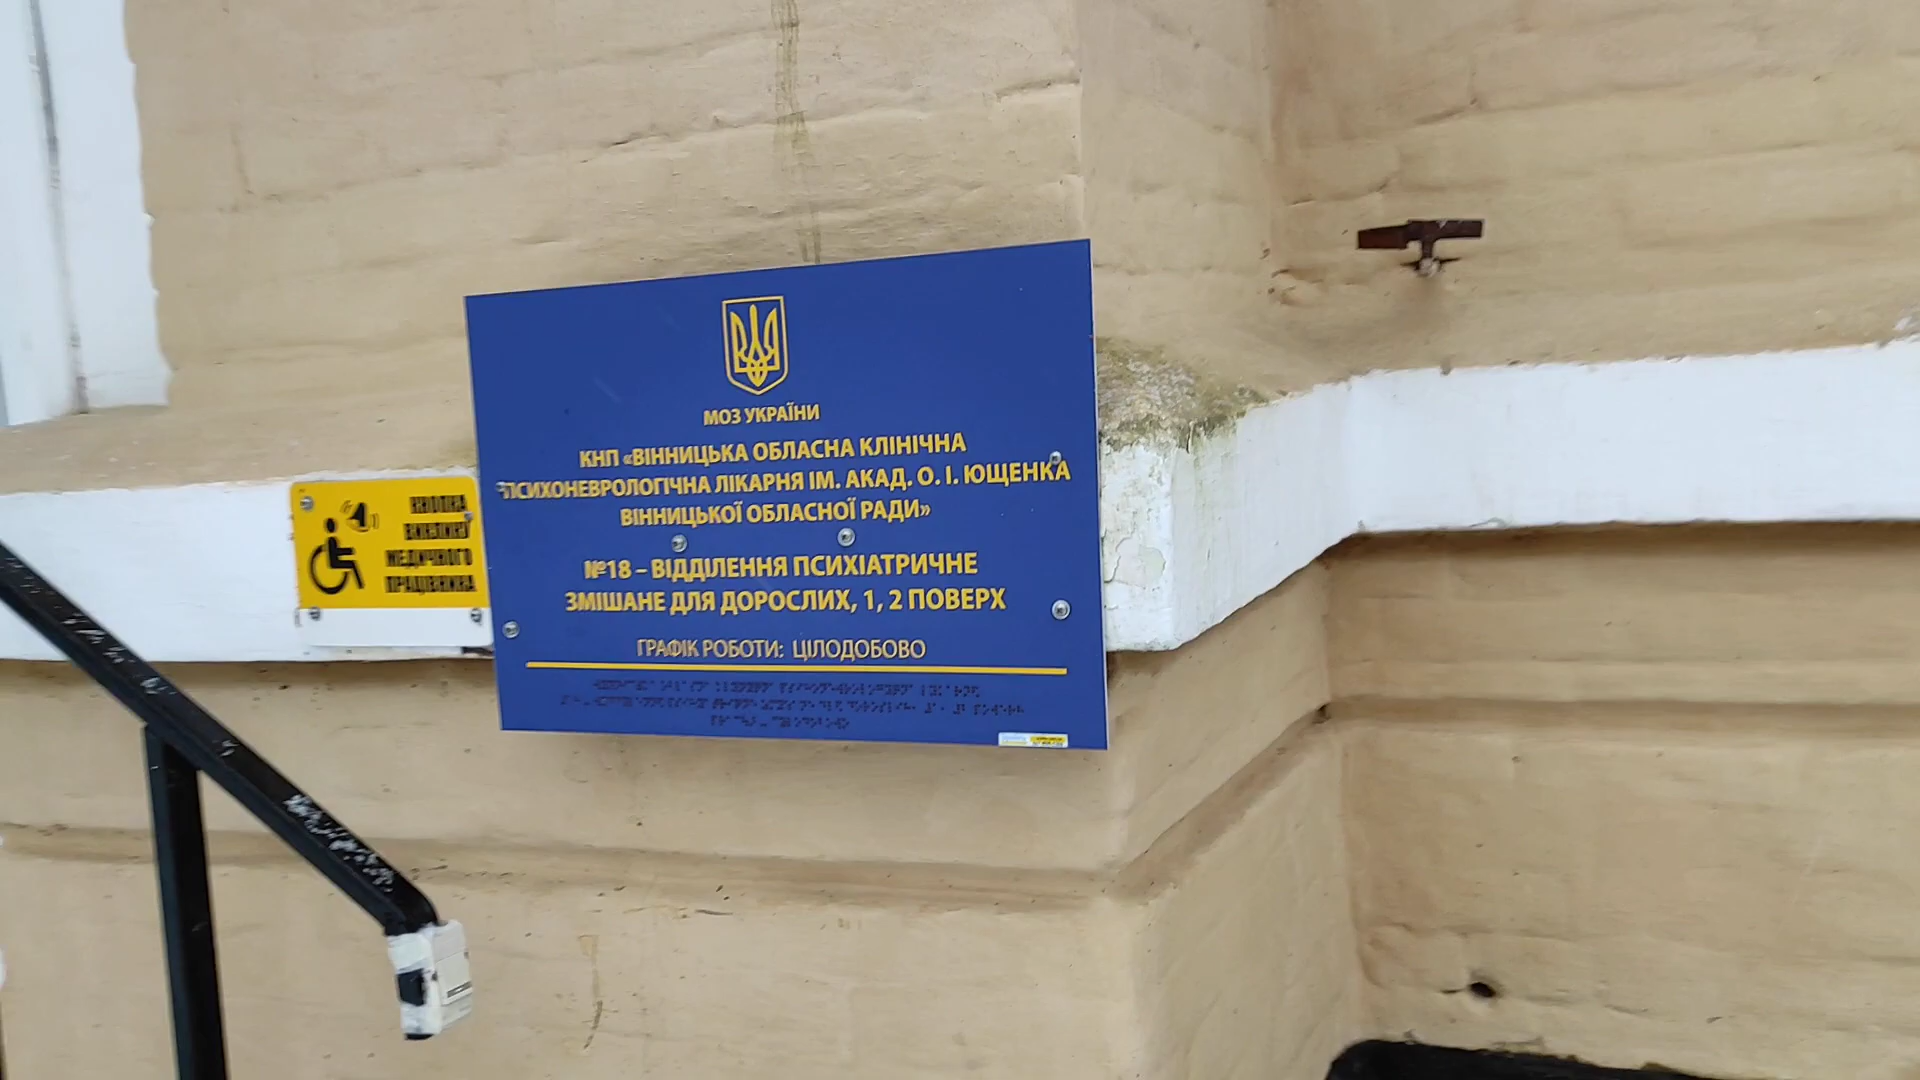 МОЗ УКРАЇНИ
КНП «ВІННИЦЬКА ОБЛАСНА КЛІНІЧНА
ПСИХОНЕВРОЛОГІЧНА ЛІКАРНЯ ІМ. АКАД. О. І. ЮЩЕНКА
ВІННИЦЬКОЇ ОБЛАСНОЇ РАДИ»
№18 – ВІДДІЛЕННЯ ПСИХІАТРИЧНЕ
ЗМІШАНЕ ДЛЯ ДОРОСЛИХ, 1, 2 ПОВЕРХ
ГРАФІК РОБОТИ: ЦІЛОДОБОВО
КНОПКА
ВИКЛИКУ
МЕДИЧНОГО
ПРАЦІВНИКА